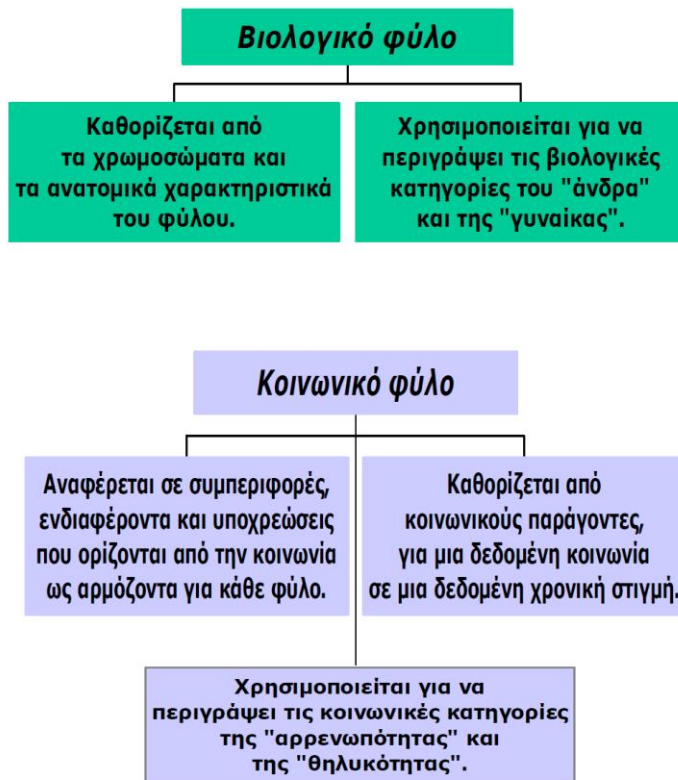 Βιολογικό φύλο
Καθορίζεται από
τα χρωμοσώματα και
τα ανατομικά χαρακτηριστικά
του φύλου.
Χρησιμοποιείται για να
περιγράψει τις βιολογικές
κατηγορίες του "άνδρα"
και της "γυναίκας".
Κοινωνικό φύλο
Αναφέρεται σε συμπεριφορές,
ενδιαφέροντα και υποχρεώσεις
που ορίζονται από την κοινωνία
ως αρμόζοντα για κάθε φύλο.
Καθορίζεται από
κοινωνικούς παράγοντες,
για μια δεδομένη κοινωνία
σε μια δεδομένη χρονική στιγμή.
Χρησιμοποιείται για να
περιγράψει τις κοινωνικές κατηγορίες
της "αρρενωπότητας" και
της "θηλυκότητας".